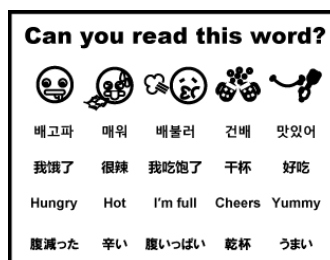 Can you read this word?
배고파 매워 배불러 건배 맛있어
我饿了 很辣 我吃饱了 干杯 好吃
Hungry Hot I'm full Cheers Yummy
腹減った 辛い 腹いっぱい 乾杯 うまい